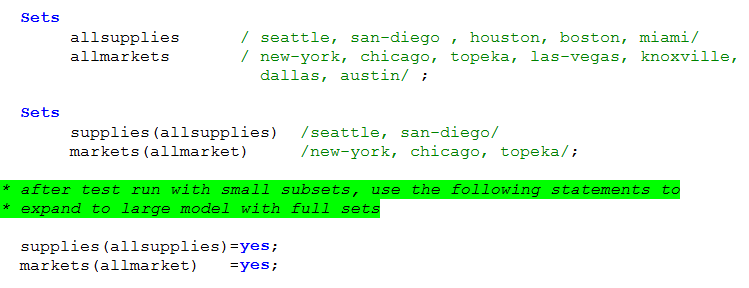 Sets
allsupplies / seattle, san-diego , houston, boston, miami/
allmarkets / new-york, chicago, topeka, las-vegas, knoxville,
dallas, austin/ ;
Sets
supplies(allsupplies) /seattle, san-diego/
markets(allmarket) /new-york, chicago, topeka/;
* after test run with small subsets, use the following statements to
* expand to large model with full sets
supplies(allsupplies)=yes;
markets(allmarket) =yes;